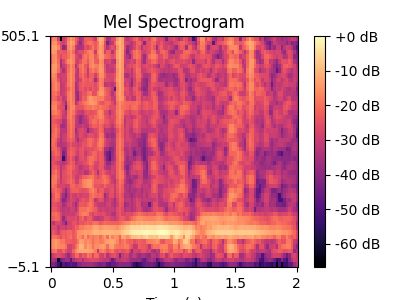 Mel Spectrogram
505.1
−5.1
0
0.5
1
1.5
2
+0 dB
-10 dB
-20 dB
-30 dB
-40 dB
-50 dB
-60 dB